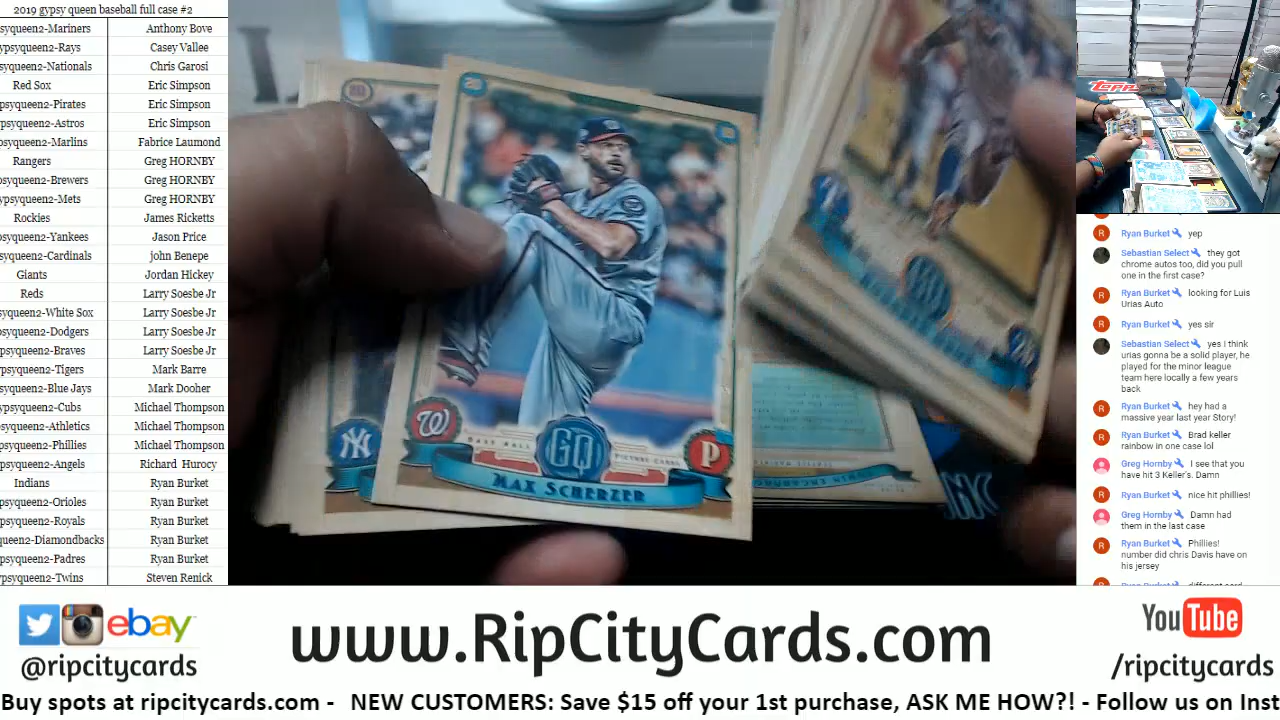 2019 gypsy queen baseball full case #2
syqueen2-Mariners Anthony Bove
ypsyqueen2-Rays Casey Vallee
ypsyqueen2-Nationals Chris Garosi
Red Sox Eric Simpson
psyqueen2-Pirates Eric Simpson
psyqueen2-Astros Eric Simpson
osyqueen2-Marlins Fabrice Laumond
Rangers Greg HORNBY
psyqueen2-Brewers Greg HORNBY
ypsyqueen2-Mets Greg HORNBY
Rockies James Ricketts
osyqueen2-Yankees Jason Price
osyqueen2-Cardinals john Benepe
Giants Jordan Hickey
Reds Larry Soesbe Jr
syqueen2-White Sox Larry Soesbe Jr
psyqueen2-Dodgers Larry Soesbe Jr
psyqueen2-Braves Larry Soesbe Jr
ypsyqueen2-Tigers Mark Barre
syqueen2-Blue Jays Mark Dooher
ypsyqueen2-Cubs Michael Thompson
psyqueen2-Athletics Michael Thompson
psyqueen2-Phillies Michael Thompson
psyqueen2-Angels Richard Hurocy
Indians Ryan Burket
psyqueen2-Orioles Ryan Burket
psyqueen2-Royals Ryan Burket
queen2-Diamondbacks Ryan Burket
psyqueen2-Padres Ryan Burket
ypsyqueen2-Twins Steven Renick
W
BASE BALL GQ PICTURE CARDS
P
MAX SCHERZER
NY
Topps
Ryan Burket yep
Sebastian Select they got
chrome autos too, did you pull
one in the first case?
Ryan Burket looking for Luis
Urias Auto
Ryan Burket yes sir
Sebastian Select yes I think
urias gonna be a solid player, he
played for the minor league
team here locally a few years
back
Ryan Burket hey had a
massive year last year Story!
Ryan Burket Brad keller
rainbow in one case lol
Greg Hornby I see that you
have hit 3 Keller's. Damn
Ryan Burket nice hit phillies!
Greg Hornby Damn had
them in the last case
Ryan Burket Phillies!
number did chris Davis have on
his jersey
ebay
@ripcitycards
www.RipCityCards.com
YouTube
/ripcitycards
Buy spots at ripcitycards.com - NEW CUSTOMERS: Save $15 off your 1st purchase, ASK ME HOW?! - Follow us on Inst